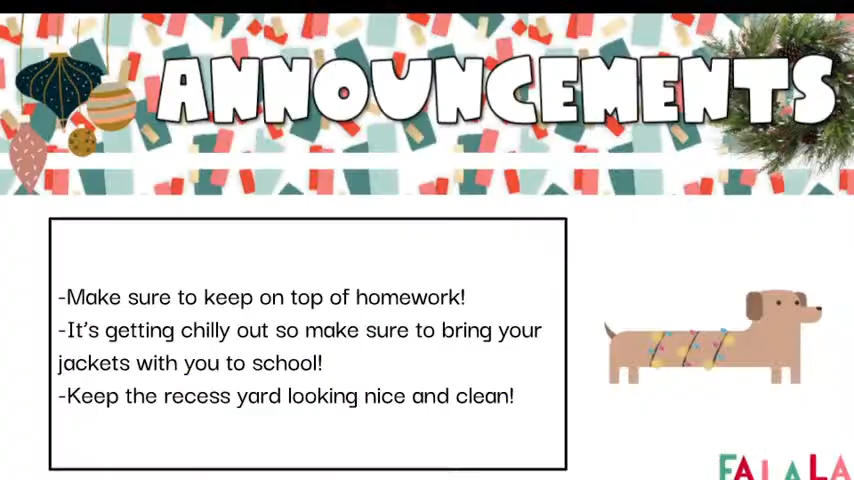 ANNOUNCEMENTS
-Make sure to keep on top of homework!
-It's getting chilly out so make sure to bring your
jackets with you to school!
-Keep the recess yard looking nice and clean!
FALALA